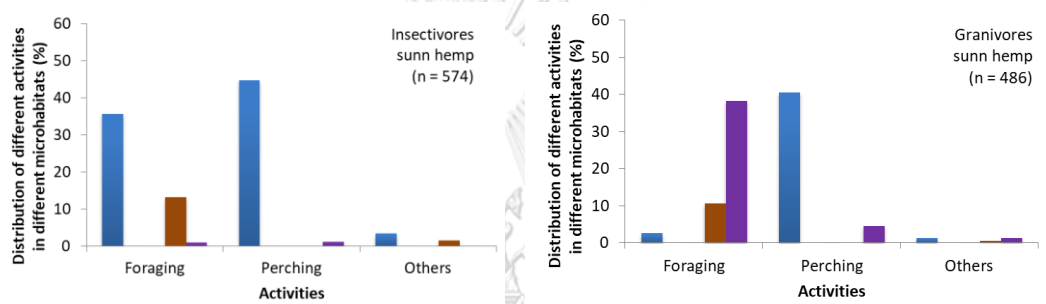 Distribution of different activities
in different microhabitats (%)
60
50
40
30
20
10
0
Insectivores
sunn hemp
(n = 574)
Foraging
Perching
Others
Activities
Distribution of different activities
in different microhabitats (%)
60
50
40
30
20
10
0
Granivores
sunn hemp
(n = 486)
Foraging
Perching
Others
Activities